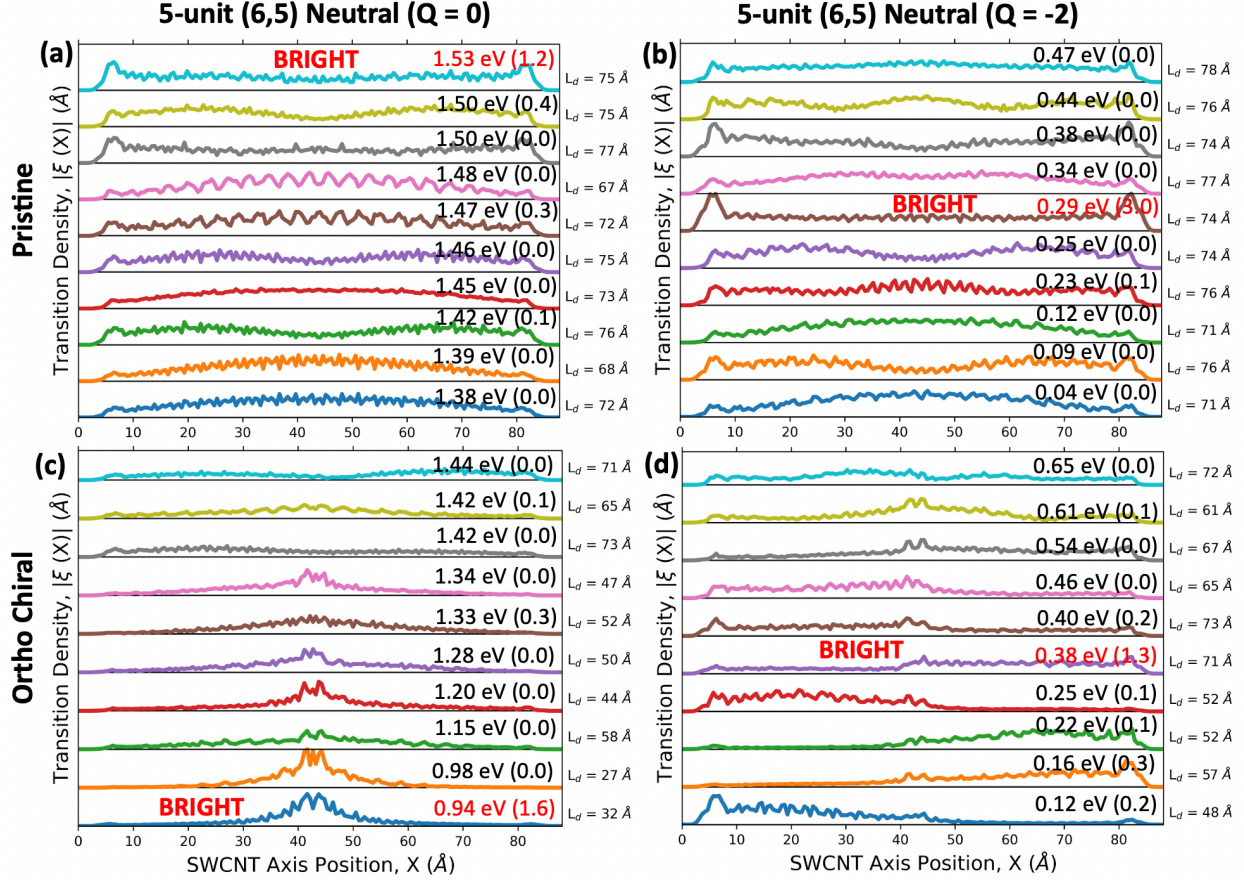 5-unit (6,5) Neutral (Q = 0)
5-unit (6,5) Neutral (Q = -2)
Pristine
Ortho Chiral
(a)
Transition Density, |ξ (X)| (Å)
BRIGHT
1.53 eV (1.2) L_d = 75 Å
1.50 eV (0.4) L_d = 75 Å
1.50 eV (0.0) L_d = 77 Å
1.48 eV (0.0) L_d = 67 Å
1.47 eV (0.3) L_d = 72 Å
1.46 eV (0.0) L_d = 75 Å
1.45 eV (0.0) L_d = 73 Å
1.42 eV (0.1) L_d = 76 Å
1.39 eV (0.0) L_d = 68 Å
1.38 eV (0.0) L_d = 72 Å
0 10 20 30 40 50 60 70 80
(b)
Transition Density, |ξ (X)| (Å)
0.47 eV (0.0) L_d = 78 Å
0.44 eV (0.0) L_d = 76 Å
0.38 eV (0.0) L_d = 74 Å
0.34 eV (0.0) L_d = 77 Å
BRIGHT
0.29 eV (3.0) L_d = 74 Å
0.25 eV (0.0) L_d = 74 Å
0.23 eV (0.1) L_d = 76 Å
0.12 eV (0.0) L_d = 71 Å
0.09 eV (0.0) L_d = 76 Å
0.04 eV (0.0) L_d = 71 Å
0 10 20 30 40 50 60 70 80
(c)
Transition Density, |ξ (X)| (Å)
1.44 eV (0.0) L_d = 71 Å
1.42 eV (0.1) L_d = 65 Å
1.42 eV (0.0) L_d = 73 Å
1.34 eV (0.0) L_d = 47 Å
1.33 eV (0.3) L_d = 52 Å
1.28 eV (0.0) L_d = 50 Å
1.20 eV (0.0) L_d = 44 Å
1.15 eV (0.0) L_d = 58 Å
0.98 eV (0.0) L_d = 27 Å
BRIGHT
0.94 eV (1.6) L_d = 32 Å
0 10 20 30 40 50 60 70 80
SWCNT Axis Position, X (Å)
(d)
Transition Density, |ξ (X)| (Å)
0.65 eV (0.0) L_d = 72 Å
0.61 eV (0.1) L_d = 61 Å
0.54 eV (0.0) L_d = 67 Å
0.46 eV (0.0) L_d = 65 Å
0.40 eV (0.2) L_d = 73 Å
BRIGHT
0.38 eV (1.3) L_d = 71 Å
0.25 eV (0.1) L_d = 52 Å
0.22 eV (0.1) L_d = 52 Å
0.16 eV (0.3) L_d = 57 Å
0.12 eV (0.2) L_d = 48 Å
0 10 20 30 40 50 60 70 80
SWCNT Axis Position, X (Å)